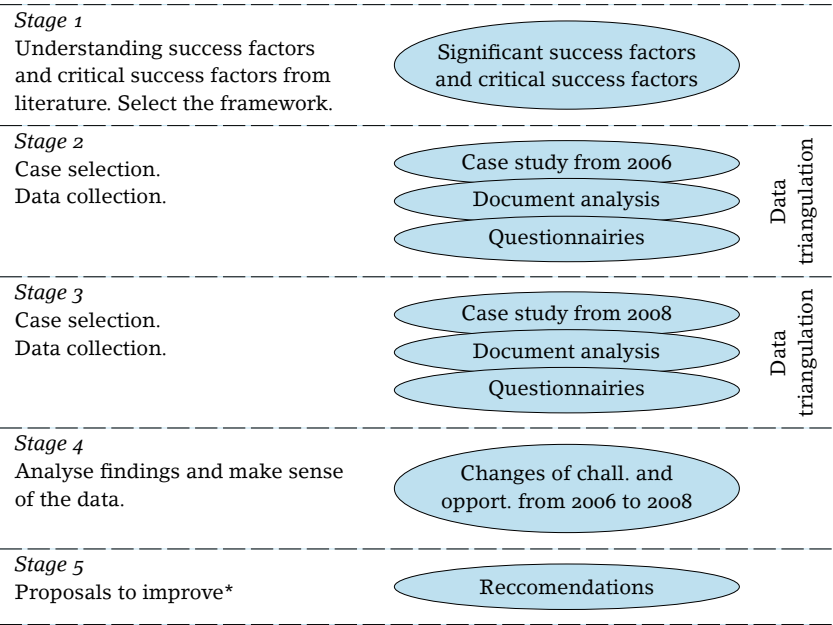 Stage 1
Understanding success factors
and critical success factors from
literature. Select the framework.
Significant success factors
and critical success factors
Stage 2
Case selection.
Data collection.
Case study from 2006
Document analysis
Questionnairies
Data
triangulation
Stage 3
Case selection.
Data collection.
Case study from 2008
Document analysis
Questionnairies
Data
triangulation
Stage 4
Analyse findings and make sense
of the data.
Changes of chall. and
opport. from 2006 to 2008
Stage 5
Proposals to improve*
Reccomendations